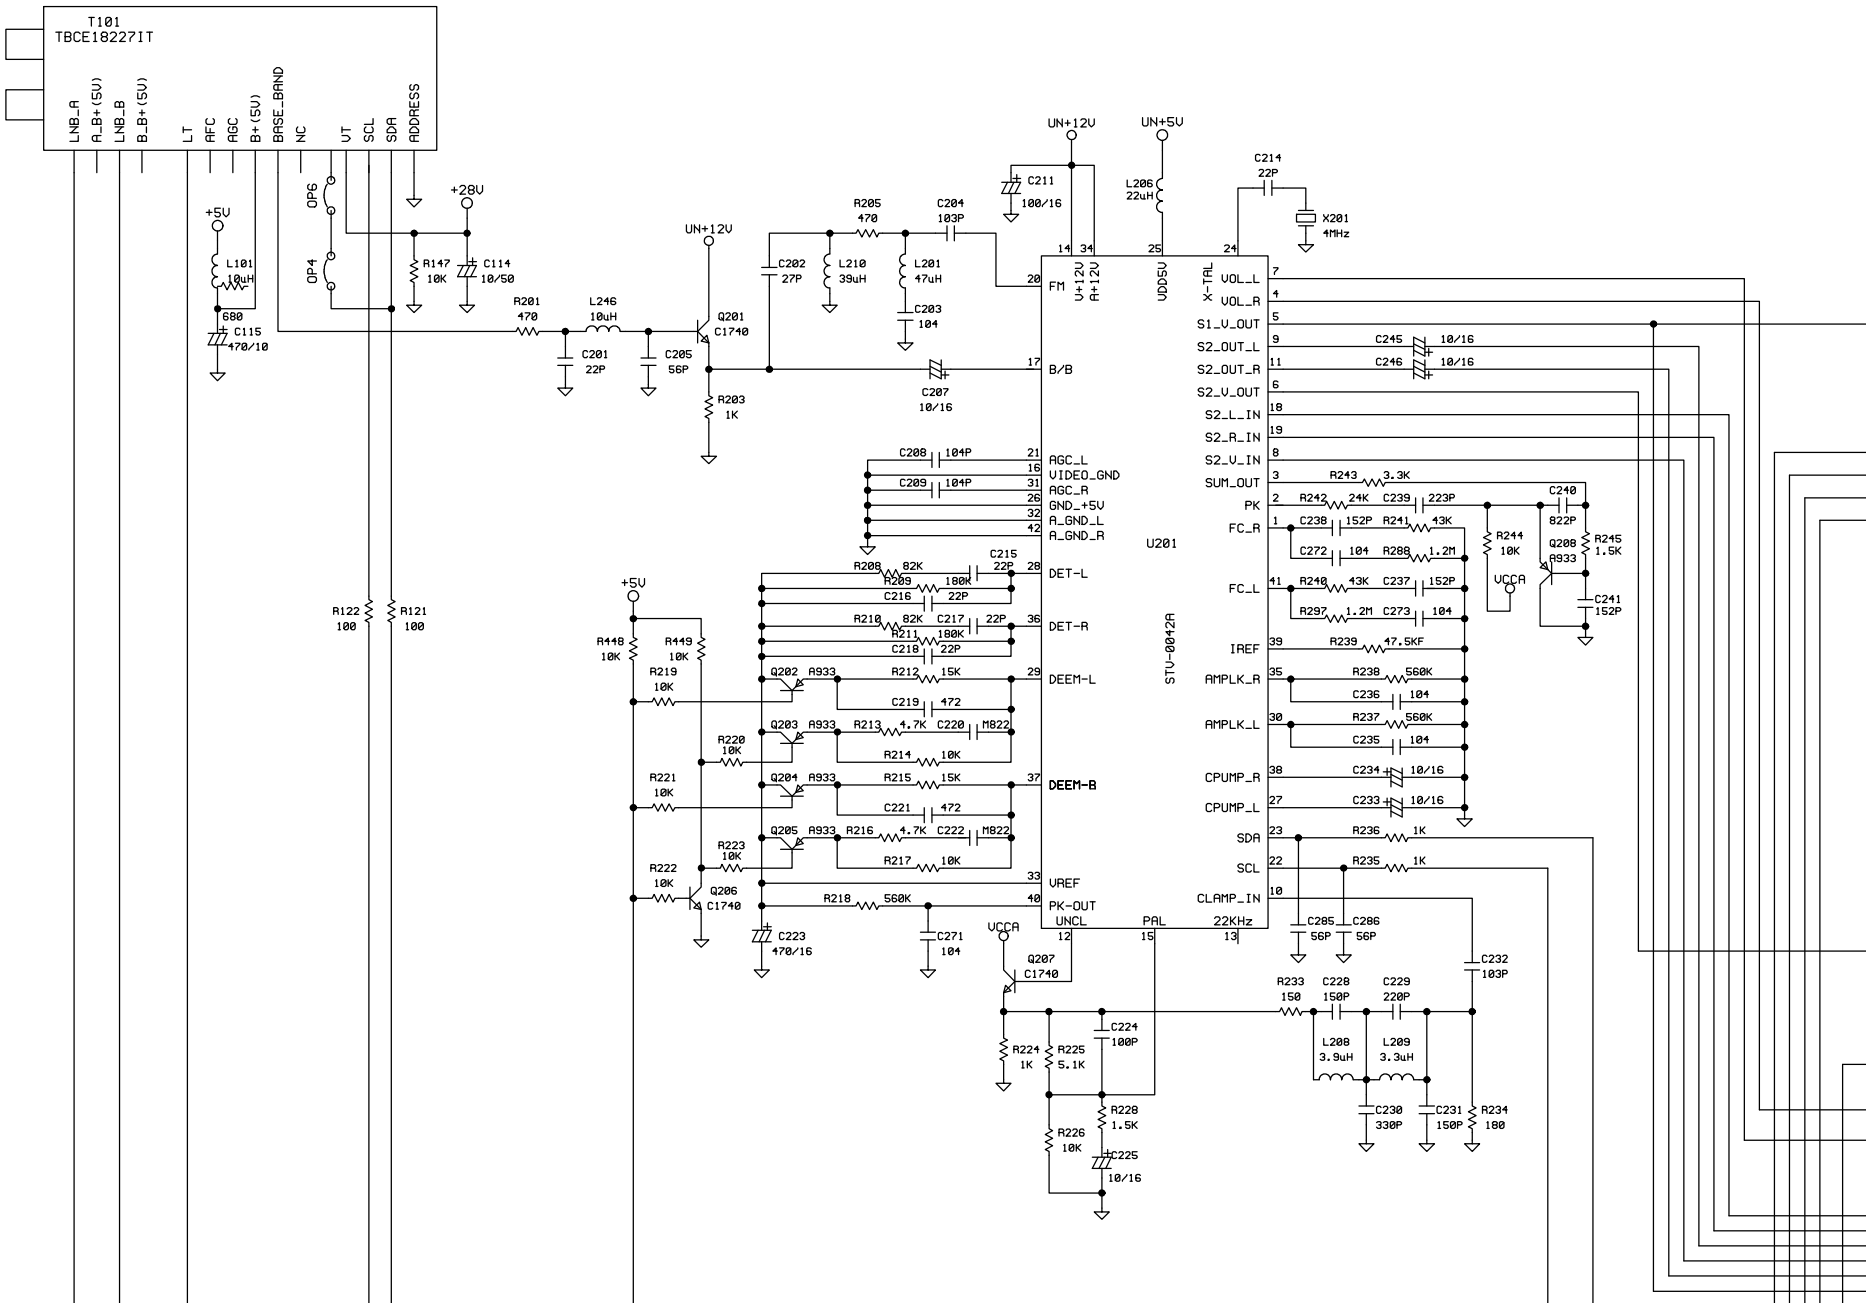 T101
TBCE18227IT
LNB_A
A_B+(5V)
LNB_B
B_B+(5V)
LT
AFC
AGC
B+(5V)
BASE_BAND
NC
VT
SCL
SDA
ADDRESS
OP6
OP4
+5V
L101
10uH
680
C115
470/10
+28V
R147
10K
C114
10/50
R201
470
L246
10uH
C201
22P
C205
56P
UN+12V
Q201
C1740
R203
1K
C202
27P
L210
39uH
R205
470
L201
47uH
C203
104
C204
103P
C207
10/16
UN+12V
C211
100/16
UN+5V
L206
22uH
C214
22P
X201
4MHz
14
34
25
24
V+12V
A+12V
VDD5V
X-TAL
20
FM
17
B/B
C208
104P
21
AGC_L
16
VIDEO_GND
C209
104P
31
AGC_R
26
GND_+5V
32
A_GND_L
42
A_GND_R
U201
STV-0042A
R208
82K
C215
22P
28
DET-L
R209
180K
C216
22P
R210
82K
C217
22P
36
DET-R
R211
180K
C218
22P
Q202
A933
R212
15K
29
DEEM-L
C219
472
Q203
A933
R213
4.7K
C220
M822
R214
10K
Q204
A933
R215
15K
37
DEEM-B
C221
472
Q205
A933
R216
4.7K
C222
M822
R217
10K
33
VREF
R218
560K
40
PK-OUT
C223
470/16
C271
104
+5V
R448
10K
R449
10K
R219
10K
R220
10K
R221
10K
R223
10K
R222
10K
Q206
C1740
R122
100
R121
100
UNCL
12
PAL
15
22KHz
13
VCCA
Q207
C1740
R224
1K
R225
5.1K
C224
100P
R226
10K
R228
1.5K
C225
10/16
R233
150
C228
150P
C229
220P
L208
3.9uH
L209
3.3uH
C230
330P
C231
150P
R234
180
C232
103P
VOL_L
7
VOL_R
4
S1_V_OUT
5
S2_OUT_L
9
C245
10/16
S2_OUT_R
11
C246
10/16
S2_V_OUT
6
S2_L_IN
18
S2_R_IN
19
S2_V_IN
8
SUM_OUT
3
R243
3.3K
PK
2
R242
24K
C239
223P
FC_R
1
C238
152P
R241
43K
C272
104
R288
1.2M
FC_L
41
R240
43K
C237
152P
R297
1.2M
C273
104
IREF
39
R239
47.5KF
AMPLK_R
35
R238
560K
C236
104
AMPLK_L
30
R237
560K
C235
104
CPUMP_R
38
C234
10/16
CPUMP_L
27
C233
10/16
SDA
23
R236
1K
SCL
22
R235
1K
CLAMP_IN
10
C285
56P
C286
56P
C240
822P
R244
10K
Q208
A933
R245
1.5K
VCCA
C241
152P